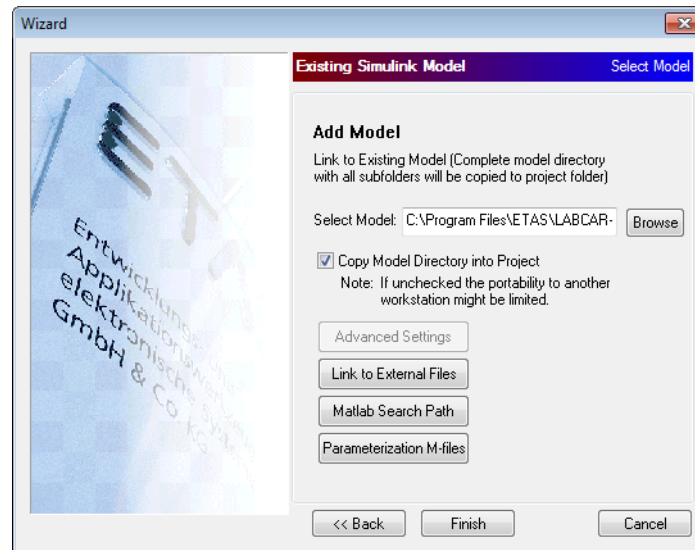 Wizard
Existing Simulink Model
Select Model
ETA
Entwicklungs-
Applikationswerkzeuge
elektronische Systeme
GmbH & Co KG
Add Model
Link to Existing Model (Complete model directory
with all subfolders will be copied to project folder)
Select Model: C:\Program Files\ETAS\LABCAR- Browse
Copy Model Directory into Project
Note: If unchecked the portability to another
workstation might be limited.
Advanced Settings
Link to External Files
Matlab Search Path
Parameterization M-files
<< Back Finish Cancel